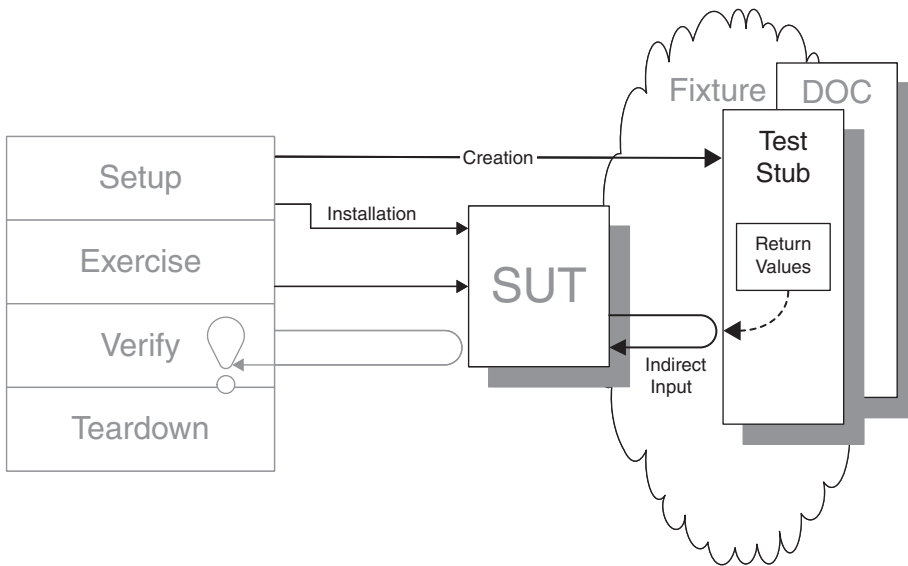 Fixture
DOC
Test
Stub
Creation
Setup
Installation
Return
Values
Exercise
SUT
Verify
Indirect
Input
Teardown